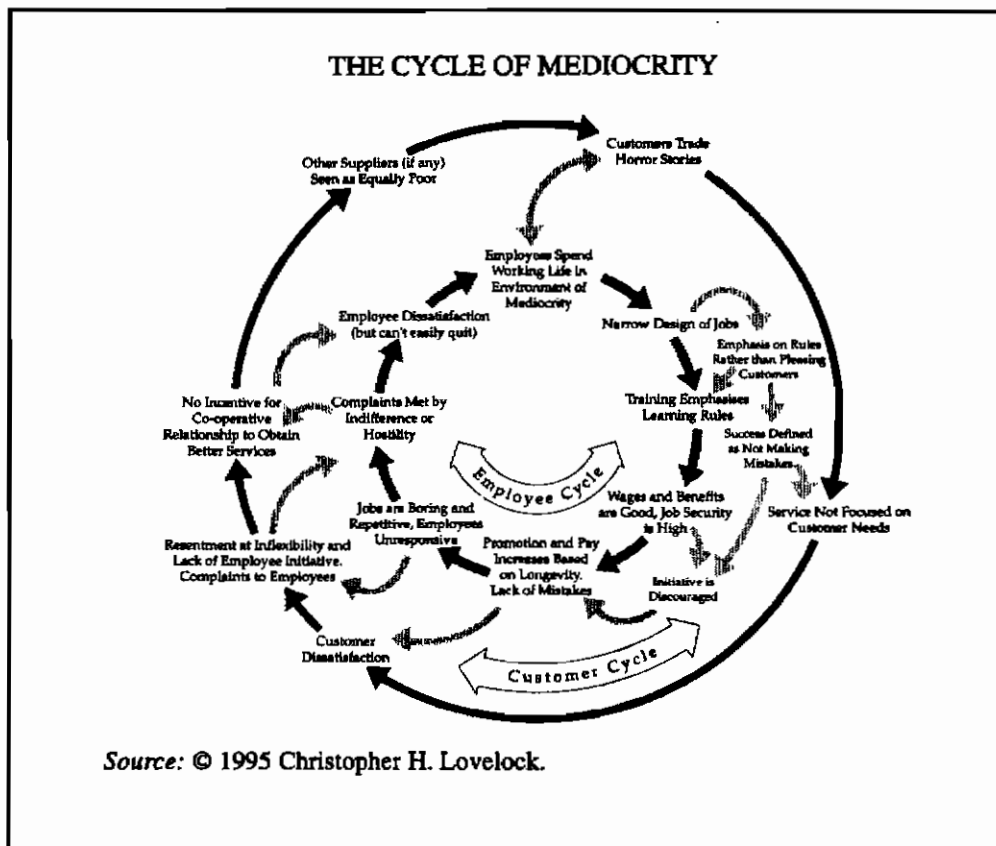 THE CYCLE OF MEDIOCRITY
Other Suppliers (if any)
Seen as Equally Poor
Customers Trade
Horror Stories
Employees Spend
Working Life in
Environment of
Mediocrity
Employee Dissatisfaction
(but can't easily quit)
Narrow Design of Jobs
Emphasis on Rules
Rather than Pleasing
Customers
No Incentive for
Co-operative
Relationship to Obtain
Better Services
Complaints Met by
Indifference or
Hostility
Training Emphasises
Learning Rules
Success Defined
as Not Making
Mistakes
Employee Cycle
Jobs are Boring and
Repetitive, Employees
Unresponsive
Wages and Benefits
are Good, Job Security
is High
Service Not Focused on
Customer Needs
Resentment at Inflexibility and
Lack of Employee Initiative.
Complaints to Employees
Promotion and Pay
Increases Based
on Longevity.
Lack of Mistakes
Initiative is
Discouraged
Customer
Dissatisfaction
Customer Cycle
Source: © 1995 Christopher H. Lovelock.